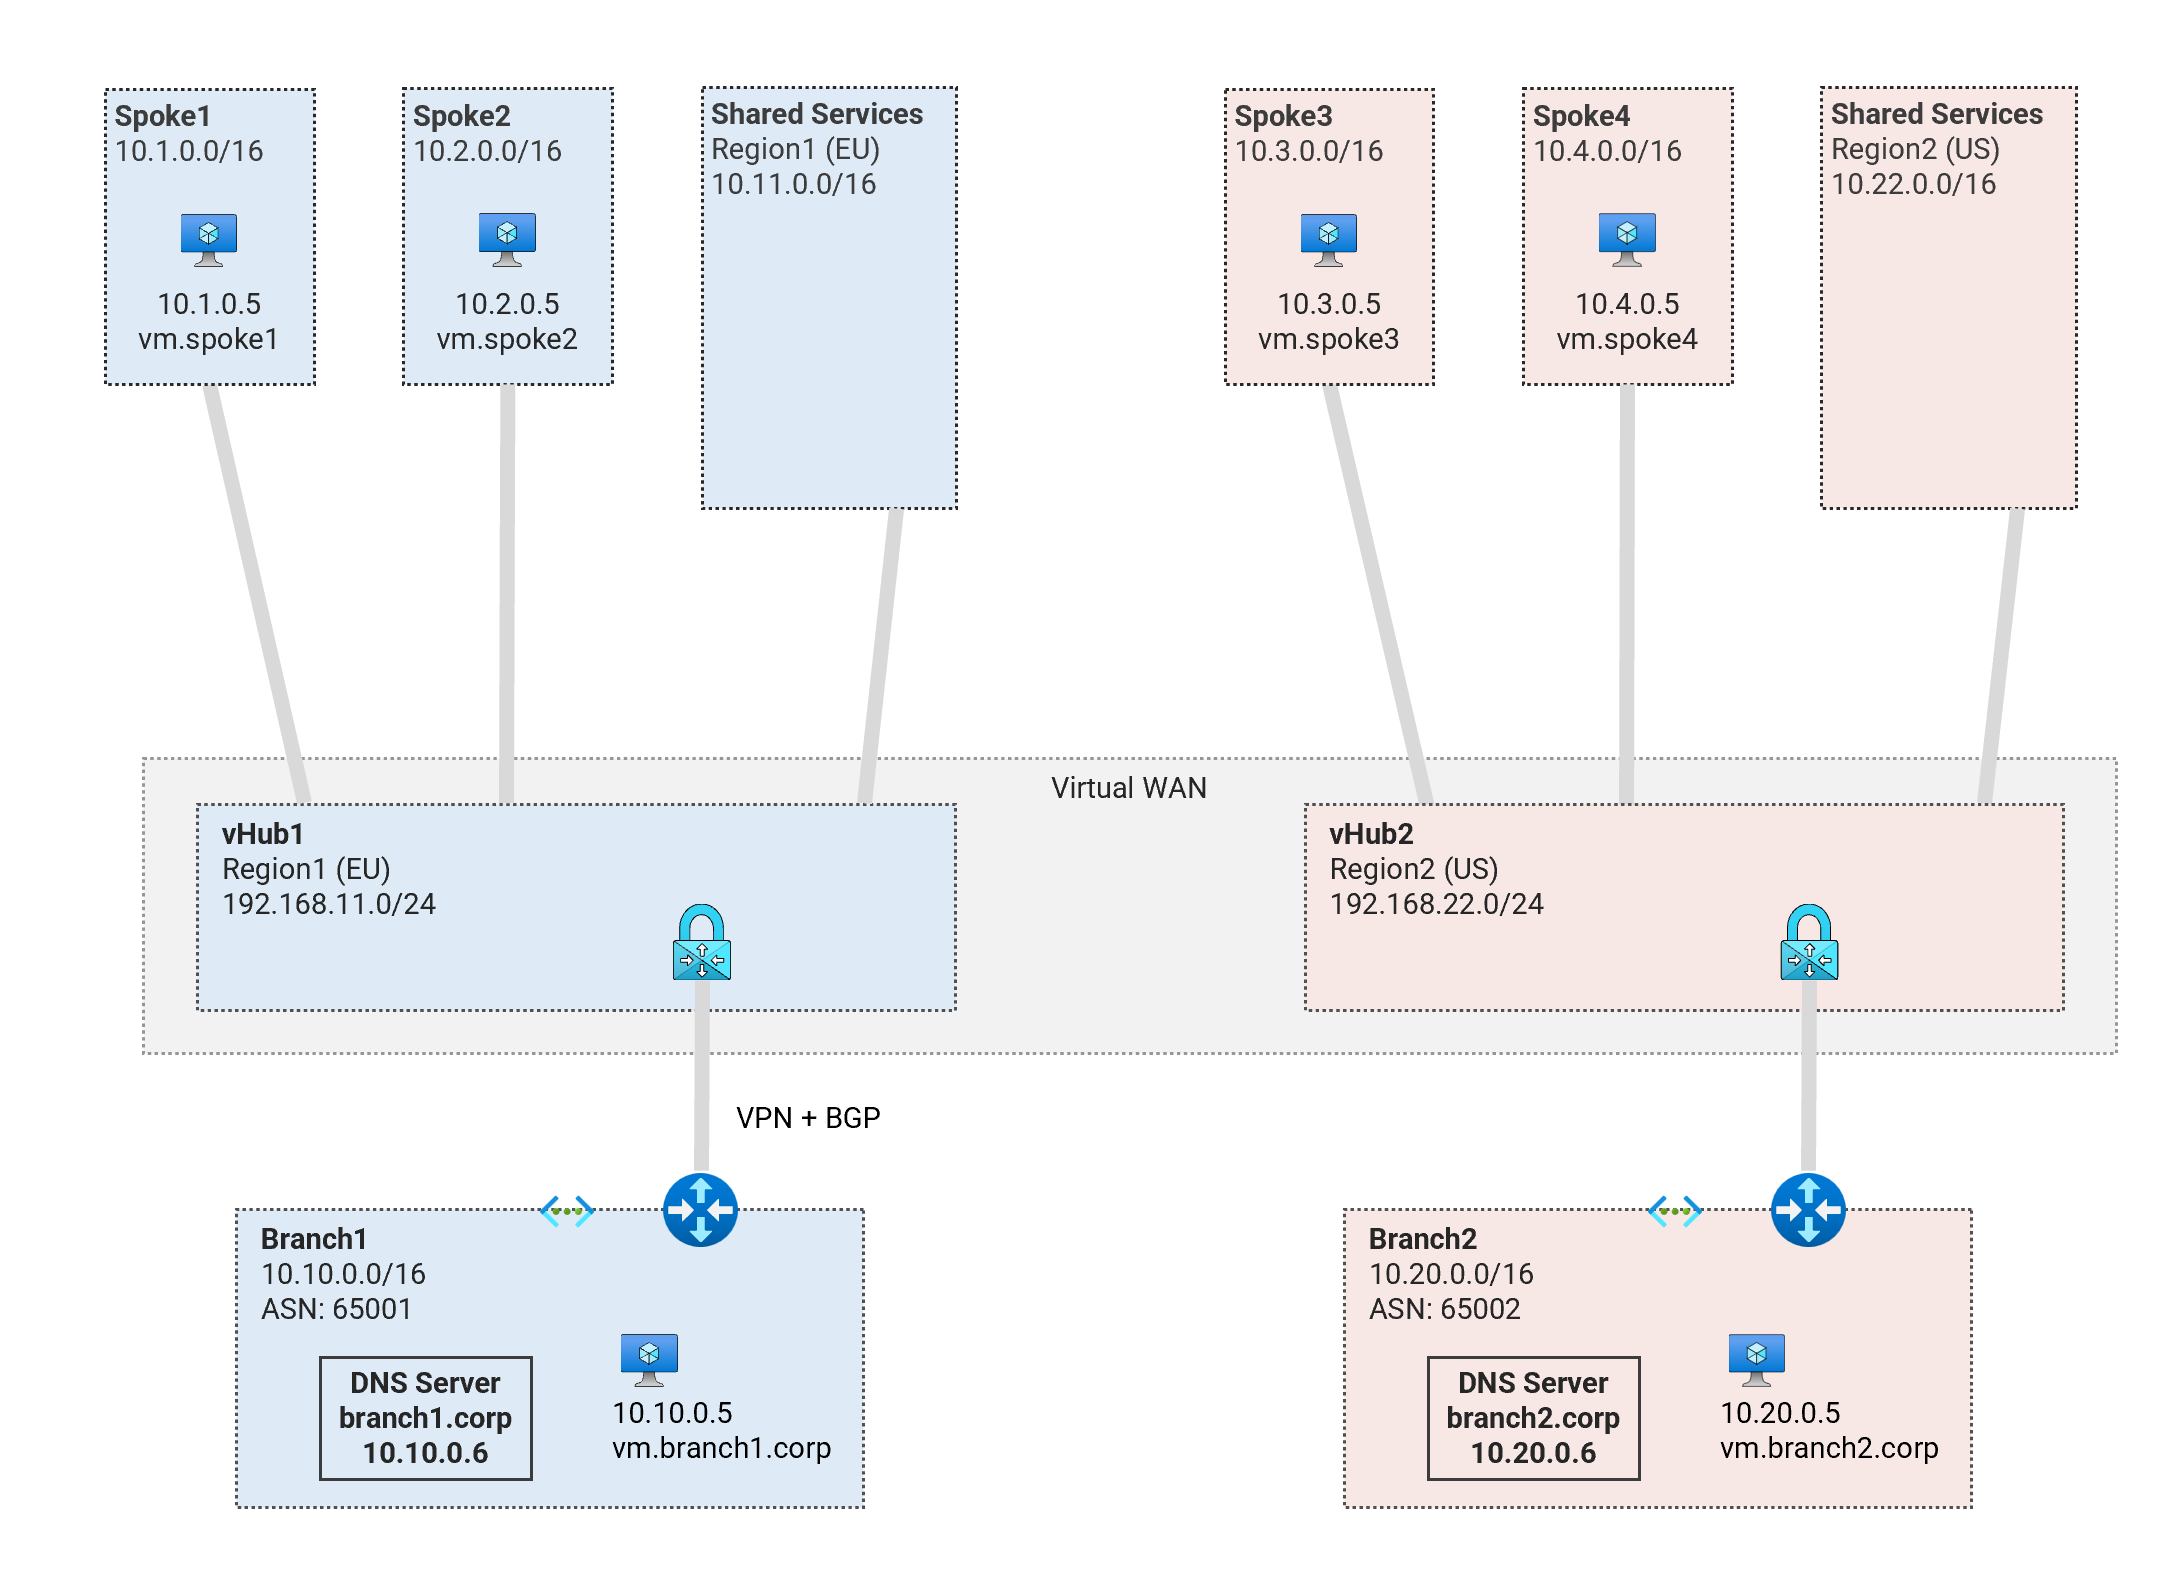 Spoke1
10.1.0.0/16
10.1.0.5
vm.spoke1
Spoke2
10.2.0.0/16
10.2.0.5
vm.spoke2
Shared Services
Region1 (EU)
10.11.0.0/16
Spoke3
10.3.0.0/16
10.3.0.5
vm.spoke3
Spoke4
10.4.0.0/16
10.4.0.5
vm.spoke4
Shared Services
Region2 (US)
10.22.0.0/16
Virtual WAN
vHub1
Region1 (EU)
192.168.11.0/24
vHub2
Region2 (US)
192.168.22.0/24
VPN + BGP
Branch1
10.10.0.0/16
ASN: 65001
DNS Server
branch1.corp
10.10.0.6
10.10.0.5
vm.branch1.corp
Branch2
10.20.0.0/16
ASN: 65002
DNS Server
branch2.corp
10.20.0.6
10.20.0.5
vm.branch2.corp